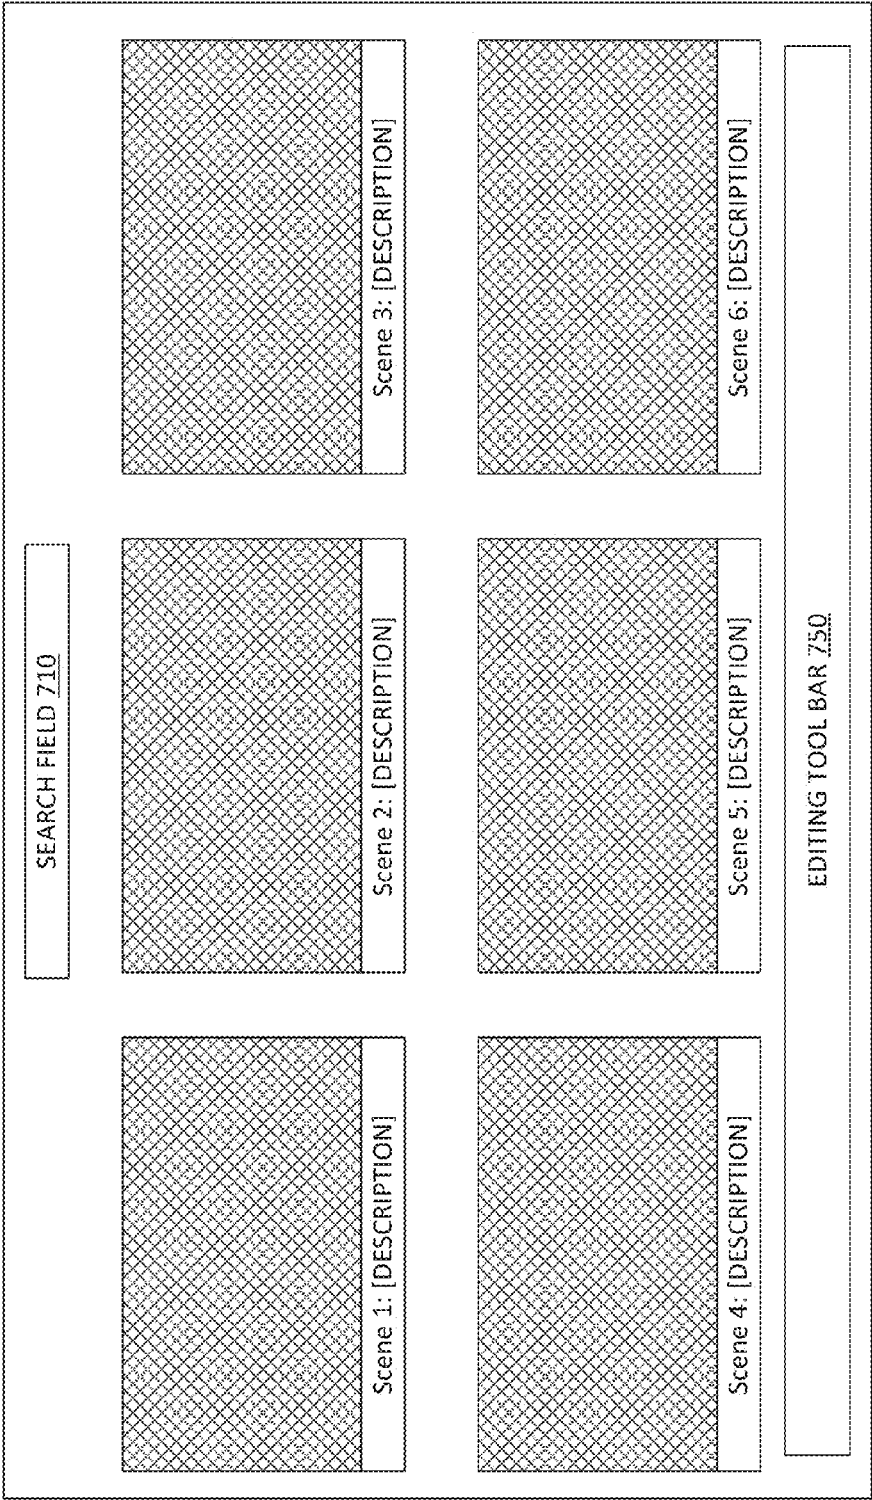 SEARCH FIELD 710
Scene 1: [DESCRIPTION]
Scene 2: [DESCRIPTION]
Scene 3: [DESCRIPTION]
Scene 4: [DESCRIPTION]
Scene 5: [DESCRIPTION]
Scene 6: [DESCRIPTION]
EDITING TOOL BAR 750